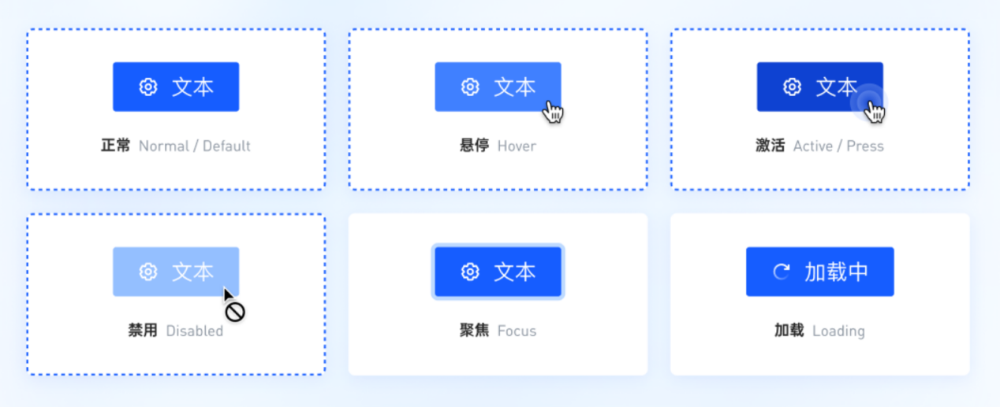 文本
文本
文本
正常 Normal / Default
悬停 Hover
激活 Active / Press
文本
文本
加载中
禁用 Disabled
聚焦 Focus
加载 Loading